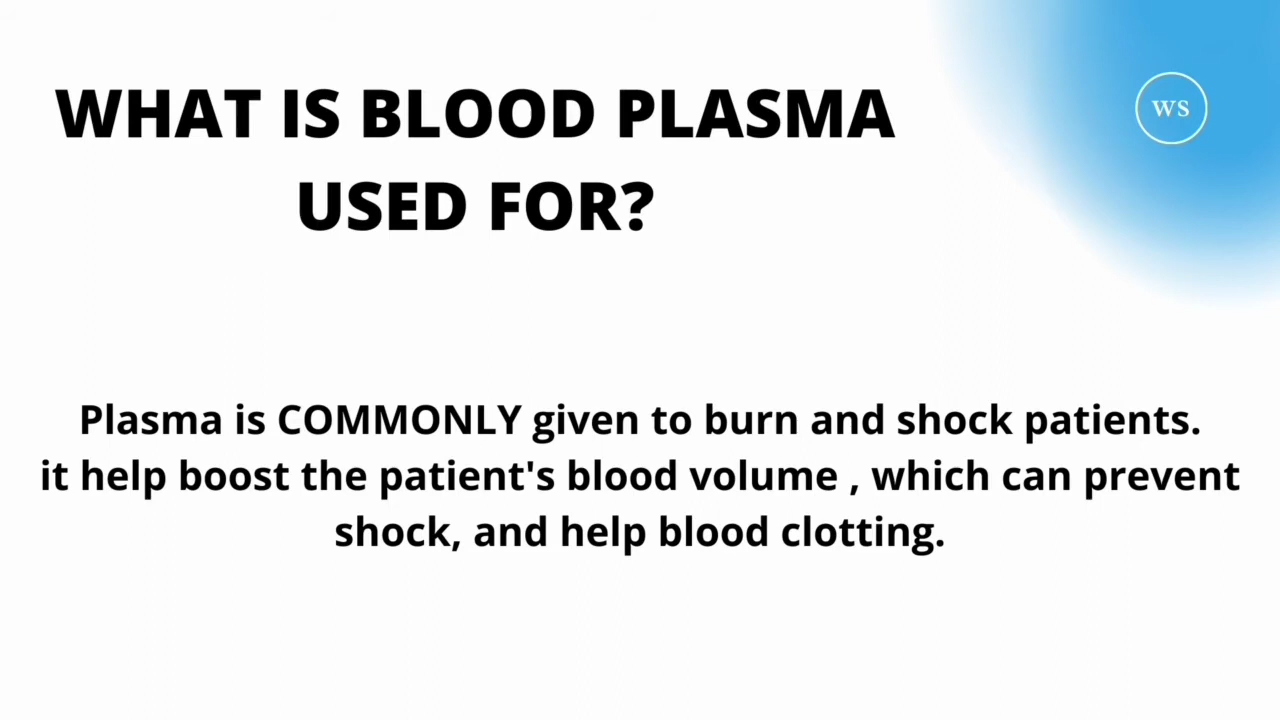 WHAT IS BLOOD PLASMA
USED FOR?
WS
Plasma is COMMONLY given to burn and shock patients.
it help boost the patient's blood volume , which can prevent
shock, and help blood clotting.